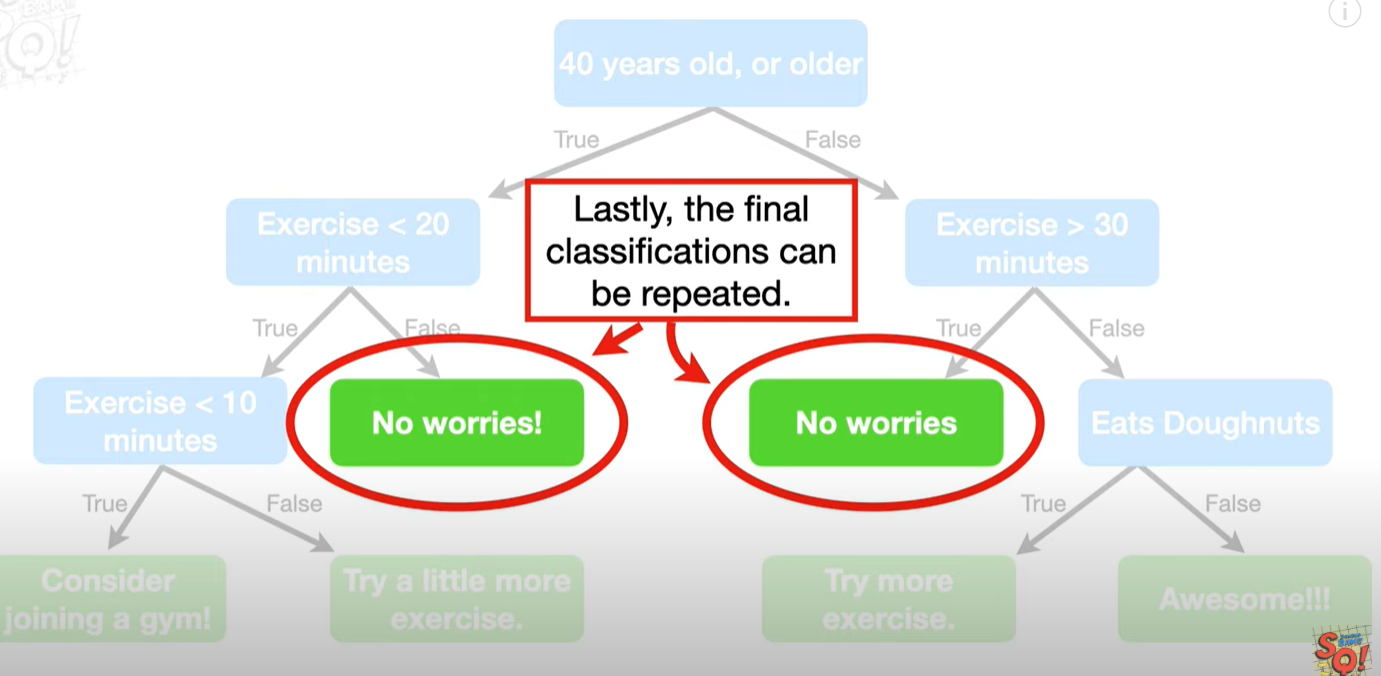 40 years old, or older
True
False
Lastly, the final
classifications can
be repeated.
Exercise < 20
minutes
Exercise > 30
minutes
True
False
True
False
Exercise < 10
minutes
No worries!
No worries
Eats Doughnuts
True
False
True
False
Consider
joining a gym!
Try a little more
exercise.
Try more
exercise.
Awesome!!!
SQ!